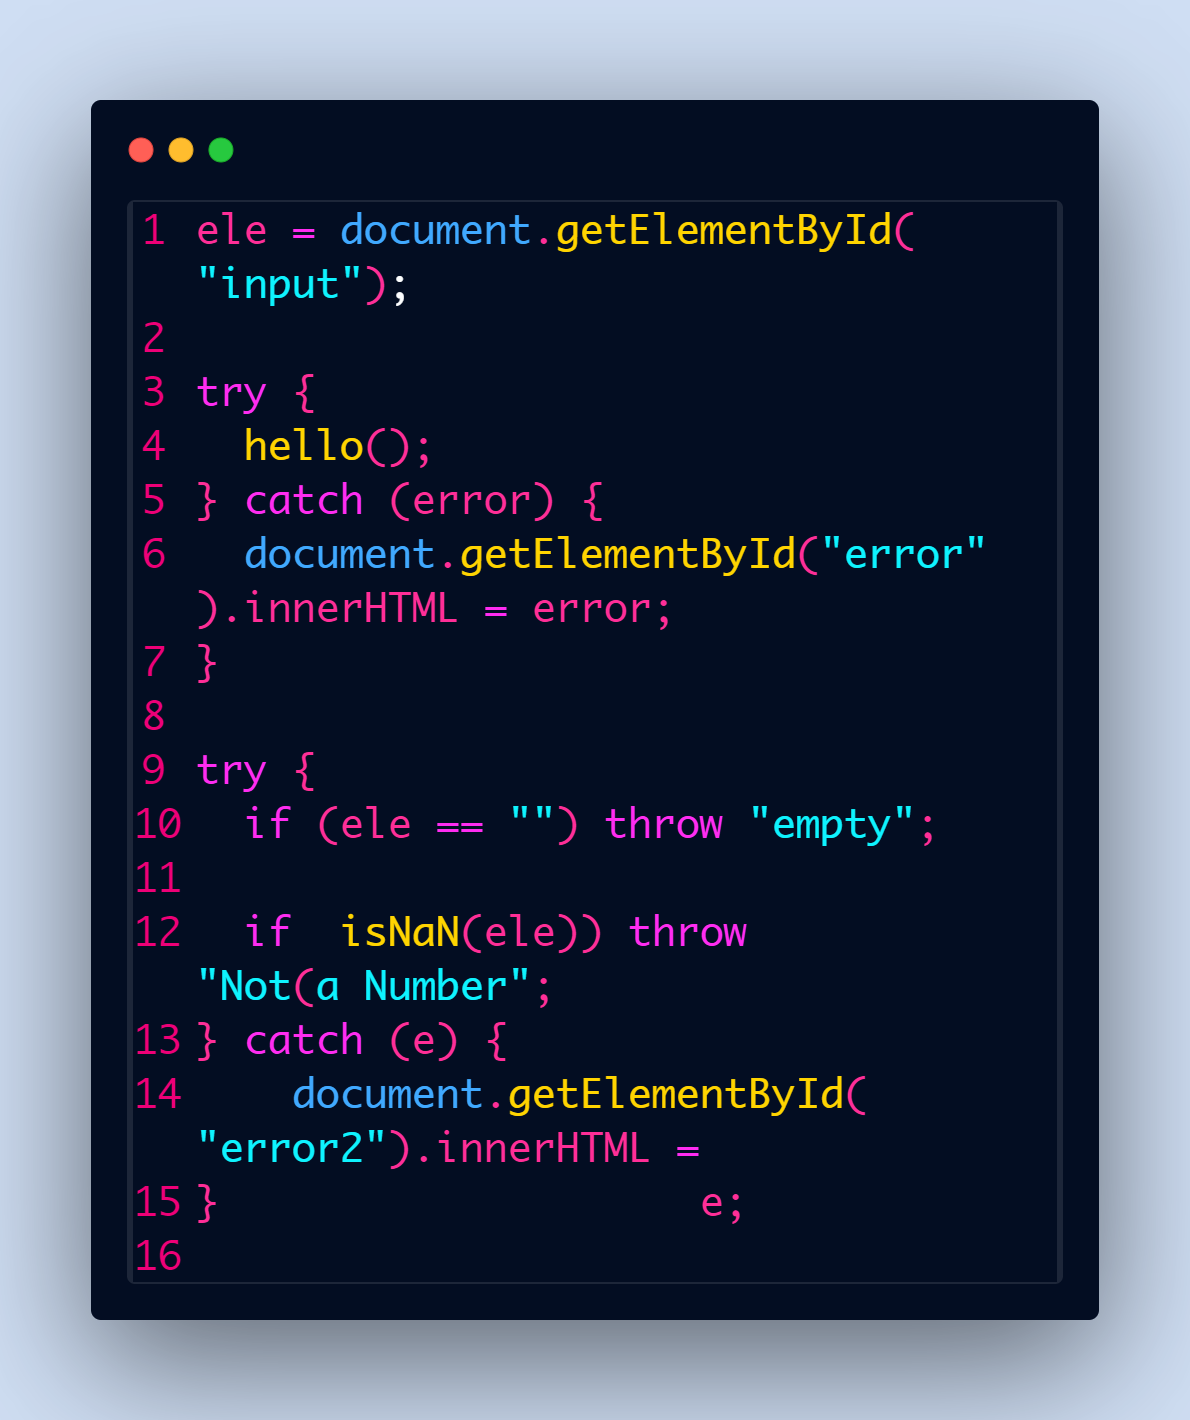 1 ele = document.getElementById(
"input");
2
3 try {
4   hello();
5 } catch (error) {
6   document.getElementById("error"
).innerHTML = error;
7 }
8
9 try {
10   if (ele == "") throw "empty";
11
12   if  isNaN(ele)) throw
"Not(a Number";
13 } catch (e) {
14     document.getElementById(
"error2").innerHTML =
15 }                    e;
16